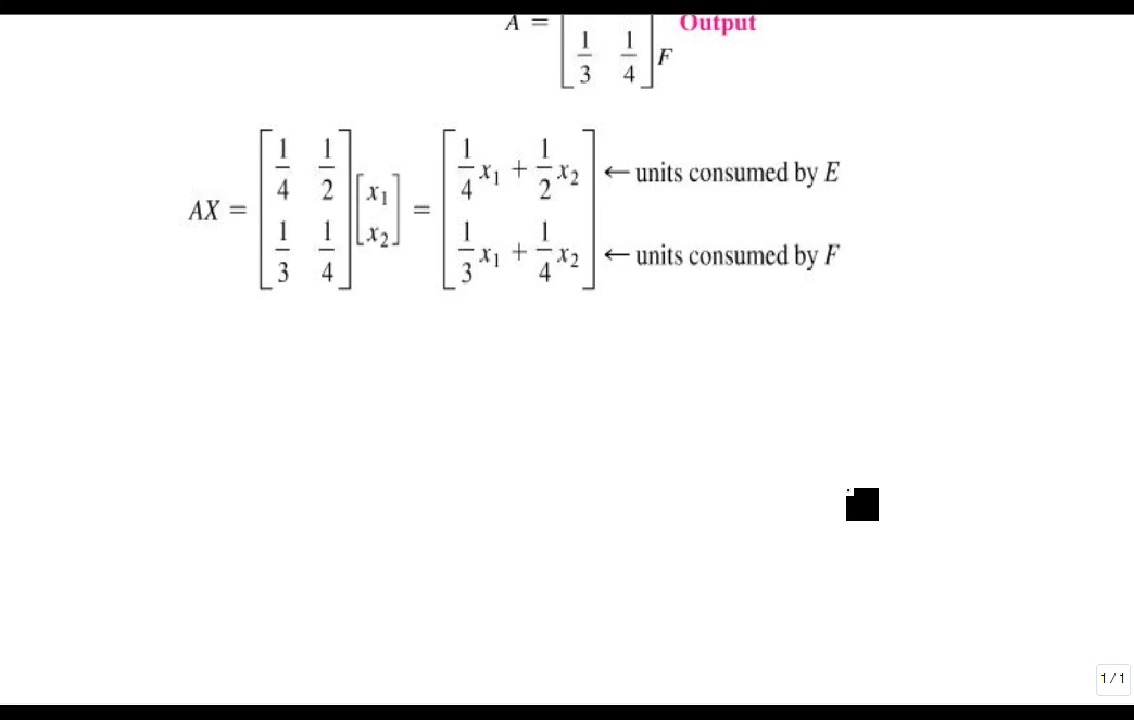 A = Output
1/3 1/4 F
AX = [1/4 1/2; 1/3 1/4] [x₁; x₂] = [1/4 x₁ + 1/2 x₂; 1/3 x₁ + 1/4 x₂]
← units consumed by E
← units consumed by F
1/1